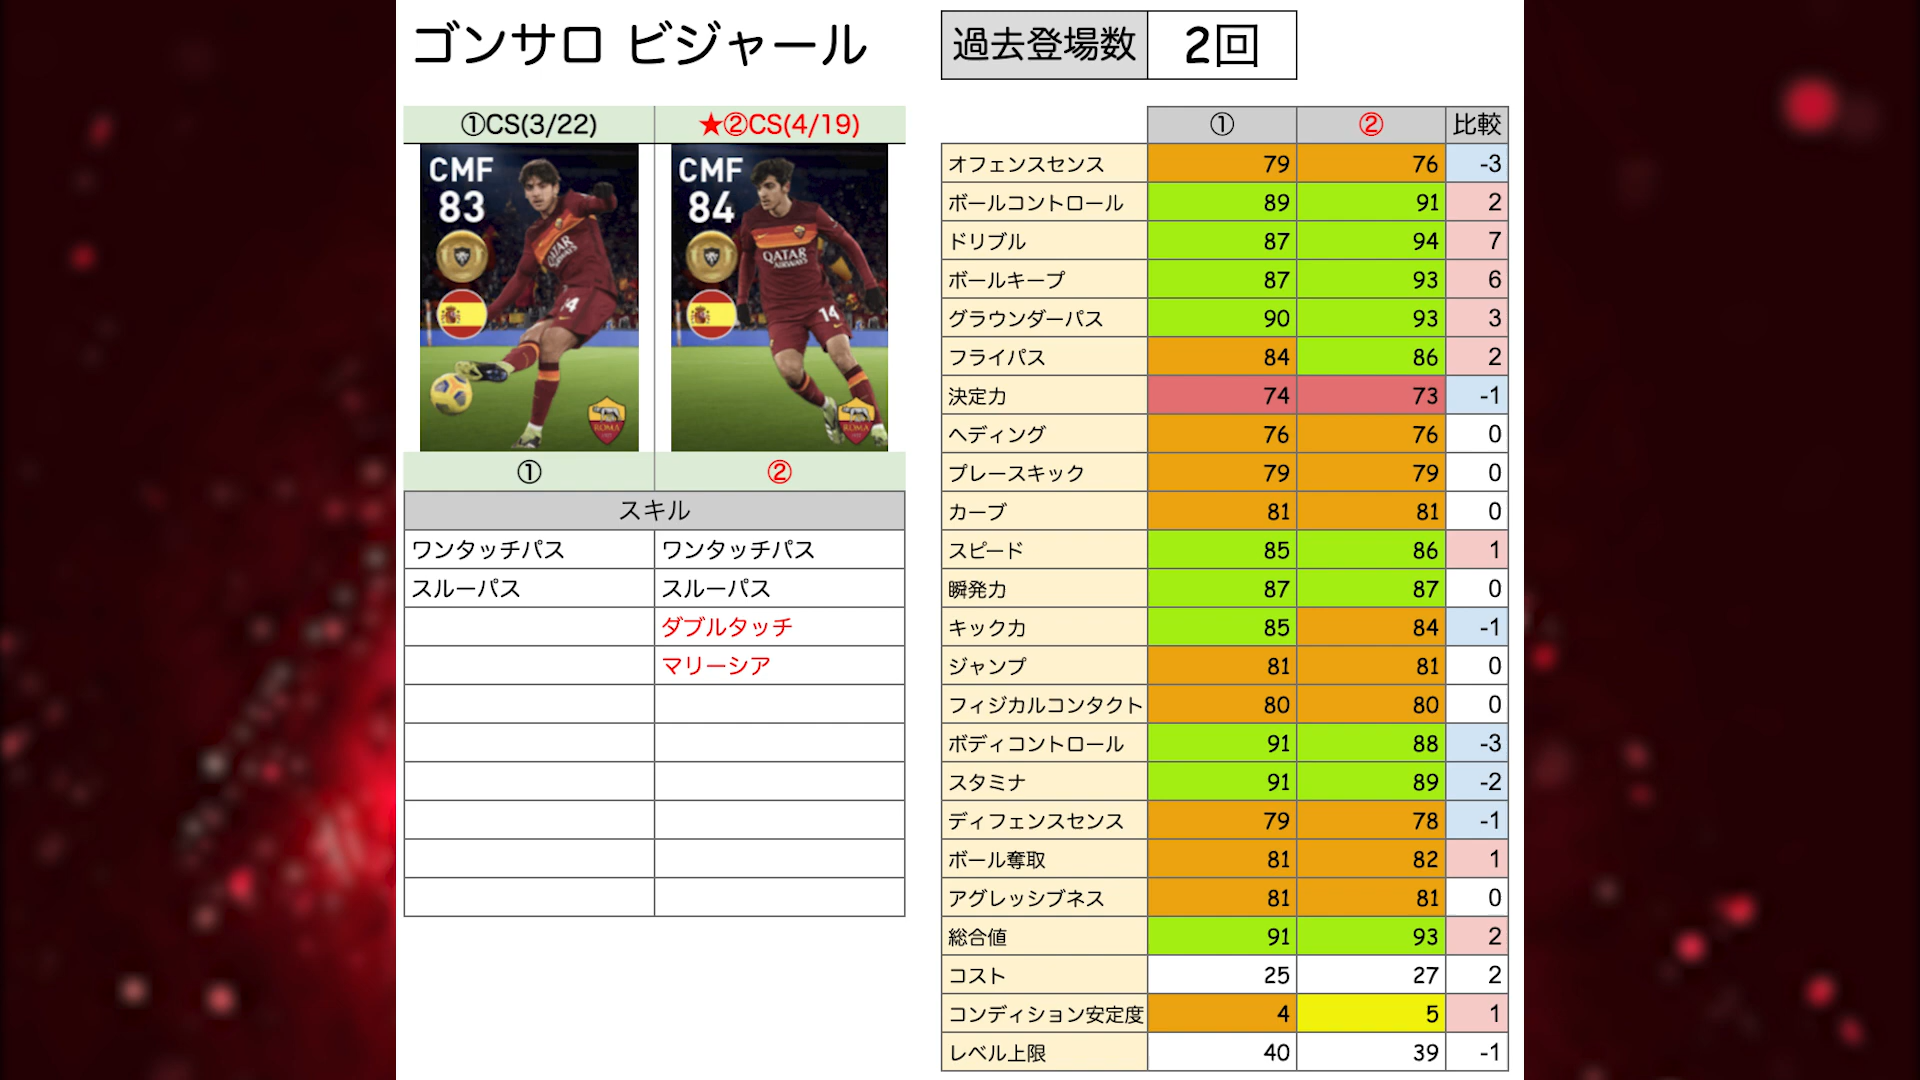 ゴンサロ ビジャール
過去登場数 2回
①CS(3/22) ★②CS(4/19)
CMF
83
QATAR
AIRWAYS
14
ROMA
CMF
84
QATAR
AIRWAYS
14
ROMA
① ②
スキル
ワンタッチパス ワンタッチパス
スルーパス スルーパス
ダブルタッチ
マリーシア
① ② 比較
オフェンスセンス 79 76 -3
ボールコントロール 89 91 2
ドリブル 87 94 7
ボールキープ 87 93 6
グラウンダーパス 90 93 3
フライパス 84 86 2
決定力 74 73 -1
ヘディング 76 76 0
プレースキック 79 79 0
カーブ 81 81 0
スピード 85 86 1
瞬発力 87 87 0
キック力 85 84 -1
ジャンプ 81 81 0
フィジカルコンタクト 80 80 0
ボディコントロール 91 88 -3
スタミナ 91 89 -2
ディフェンスセンス 79 78 -1
ボール奪取 81 82 1
アグレッシブネス 81 81 0
総合値 91 93 2
コスト 25 27 2
コンディション安定度 4 5 1
レベル上限 40 39 -1